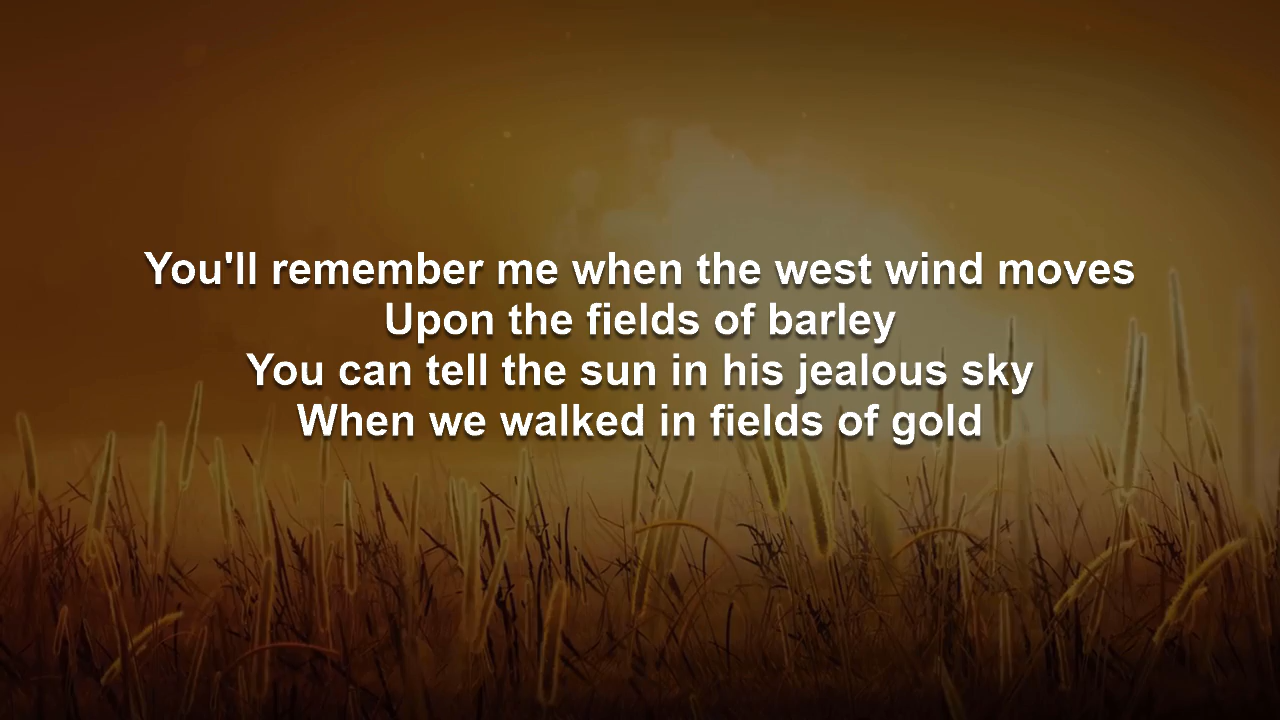 You'll remember me when the west wind moves
Upon the fields of barley
You can tell the sun in his jealous sky
When we walked in fields of gold